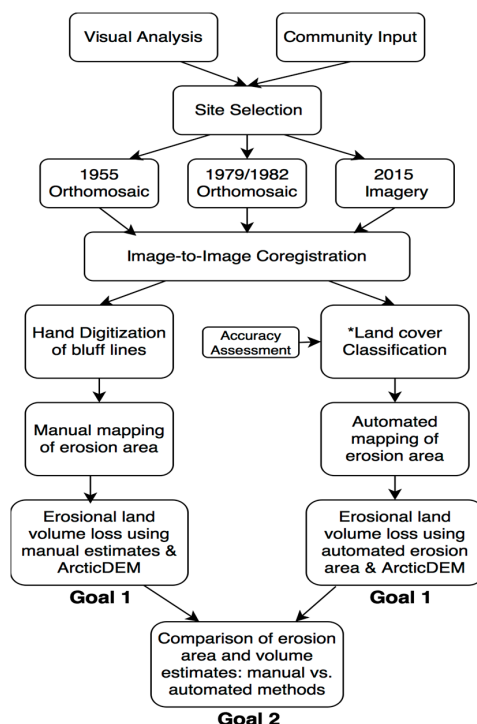 Visual Analysis
Community Input
Site Selection
1955
Orthomosaic
1979/1982
Orthomosaic
2015
Imagery
Image-to-Image Coregistration
Hand Digitization
of bluff lines
Accuracy
Assessment
*Land cover
Classification
Manual mapping
of erosion area
Automated
mapping of
erosion area
Erosional land
volume loss using
manual estimates &
ArcticDEM
Goal 1
Erosional land
volume loss using
automated erosion
area & ArcticDEM
Goal 1
Comparison of erosion
area and volume
estimates: manual vs.
automated methods
Goal 2